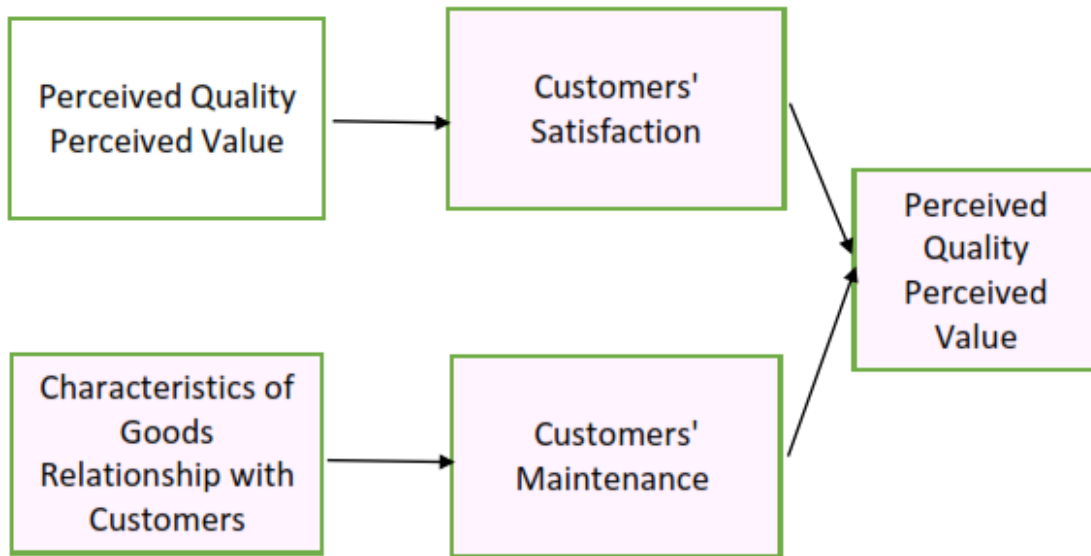 Perceived Quality
Perceived Value
Customers'
Satisfaction
Perceived
Quality
Perceived
Value
Characteristics of
Goods
Relationship with
Customers
Customers'
Maintenance